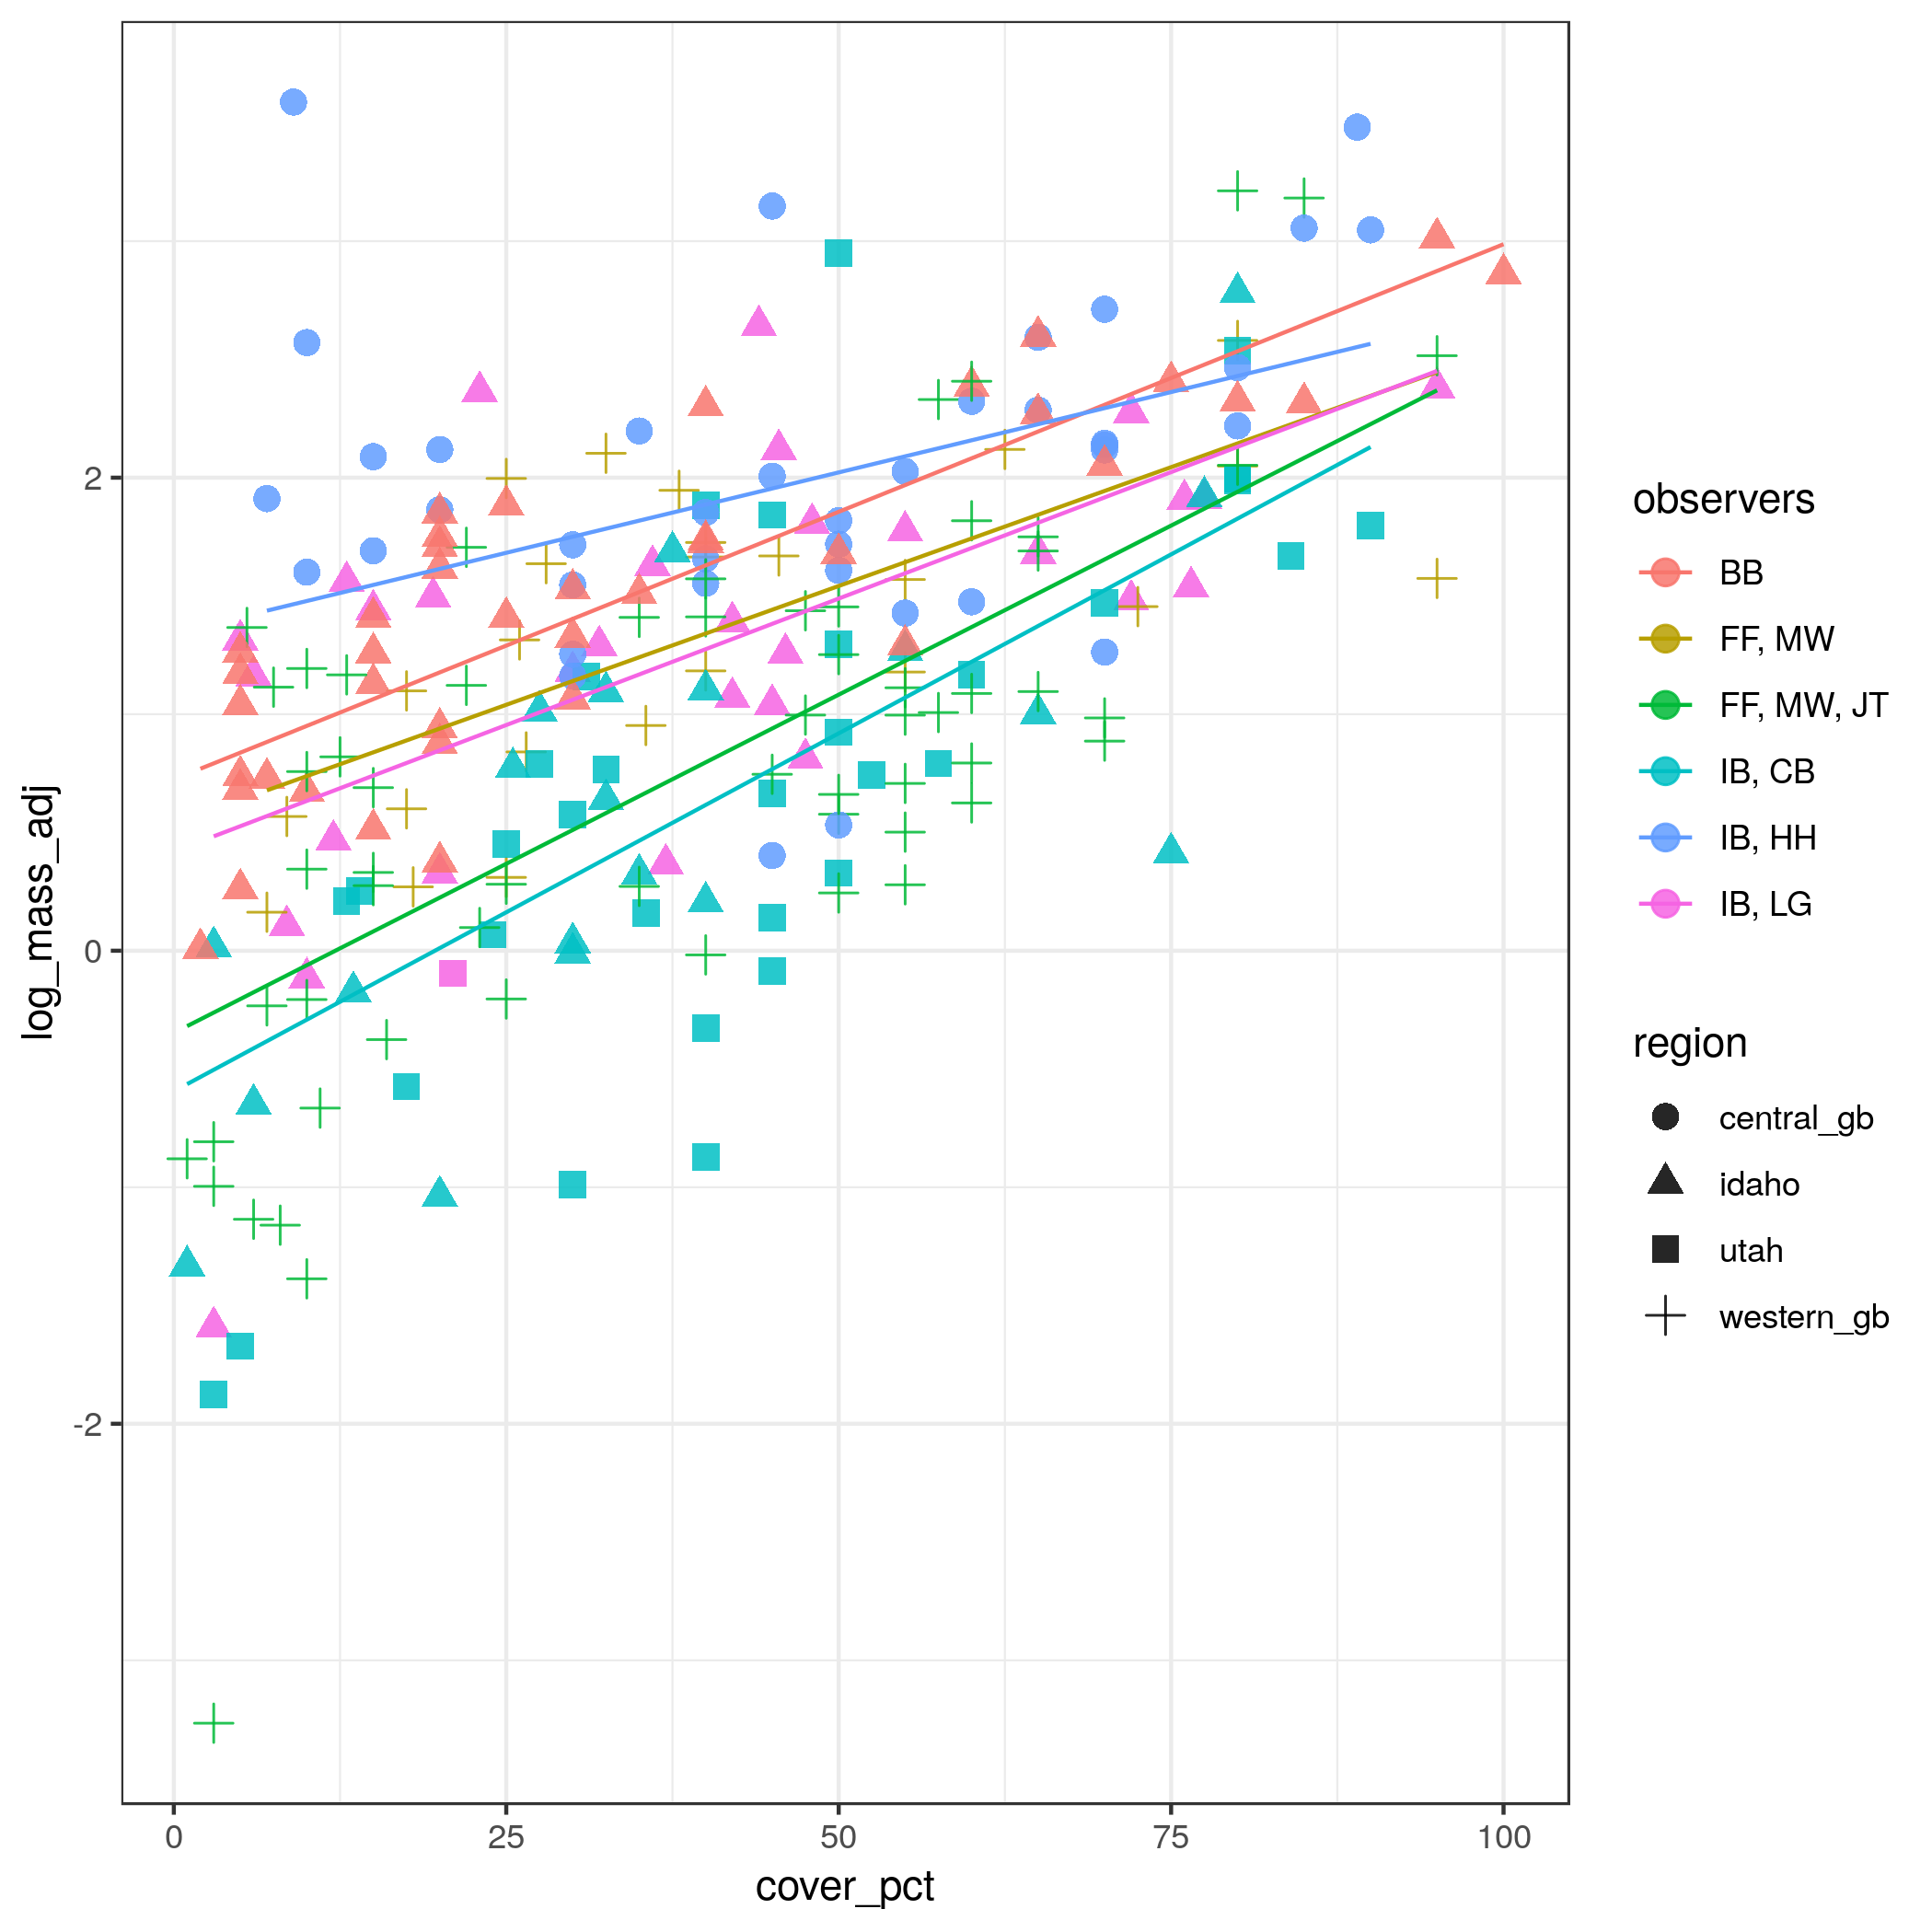 log_mass_adj
2
0
-2
0
25
50
75
100
cover_pct
observers
BB
FF, MW
FF, MW, JT
IB, CB
IB, HH
IB, LG
region
central_gb
idaho
utah
western_gb